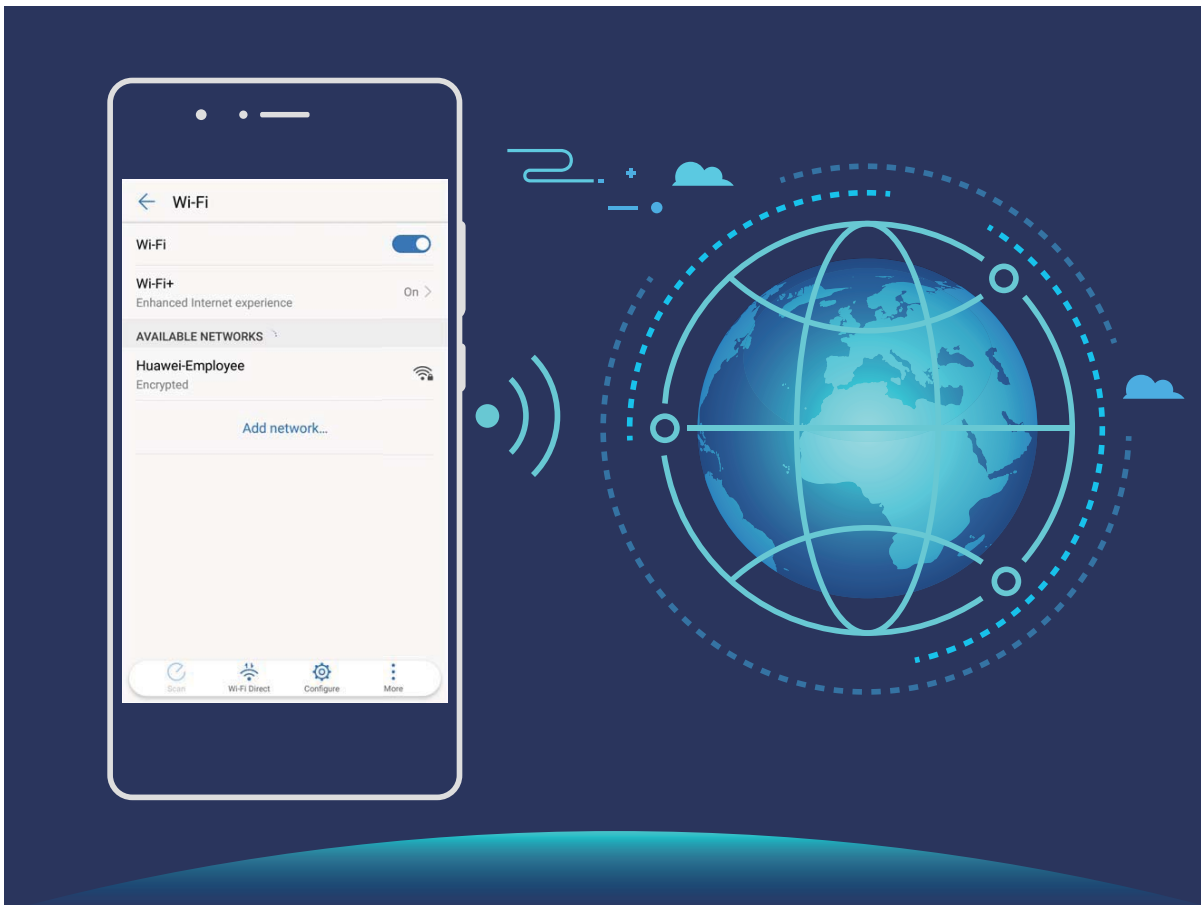 Wi-Fi
Wi-Fi
Wi-Fi+
Enhanced Internet experience
On
AVAILABLE NETWORKS
Huawei-Employee
Encrypted
Add network...
Scan
Wi-Fi Direct
Configure
More